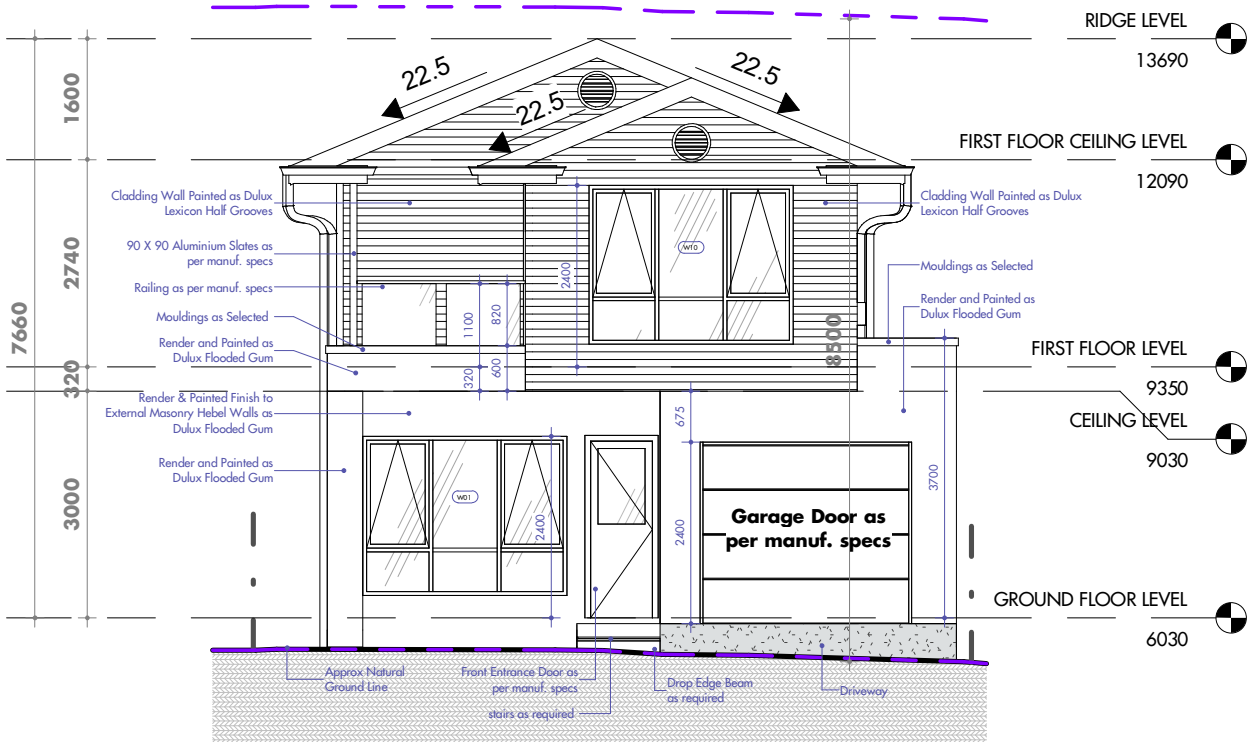 RIDGE LEVEL
13690
22.5
22.5
22.5
1600
FIRST FLOOR CEILING LEVEL
12090
Cladding Wall Painted as Dulux
Lexicon Half Grooves
Cladding Wall Painted as Dulux
Lexicon Half Grooves
90 X 90 Aluminium Slates as
per manuf. specs
W10
2740
2400
Mouldings as Selected
Railing as per manuf. specs
Render and Painted as
Dulux Flooded Gum
Mouldings as Selected
1100
820
7660
8500
Render and Painted as
Dulux Flooded Gum
FIRST FLOOR LEVEL
9350
320
320
600
Render & Painted Finish to
External Masonry Hebel Walls as
Dulux Flooded Gum
675
CEILING LEVEL
9030
Render and Painted as
Dulux Flooded Gum
3000
W01
2400
2400
3700
Garage Door as
per manuf. specs
GROUND FLOOR LEVEL
6030
Approx Natural
Ground Line
Front Entrance Door as
per manuf. specs
stairs as required
Drop Edge Beam
as required
Driveway